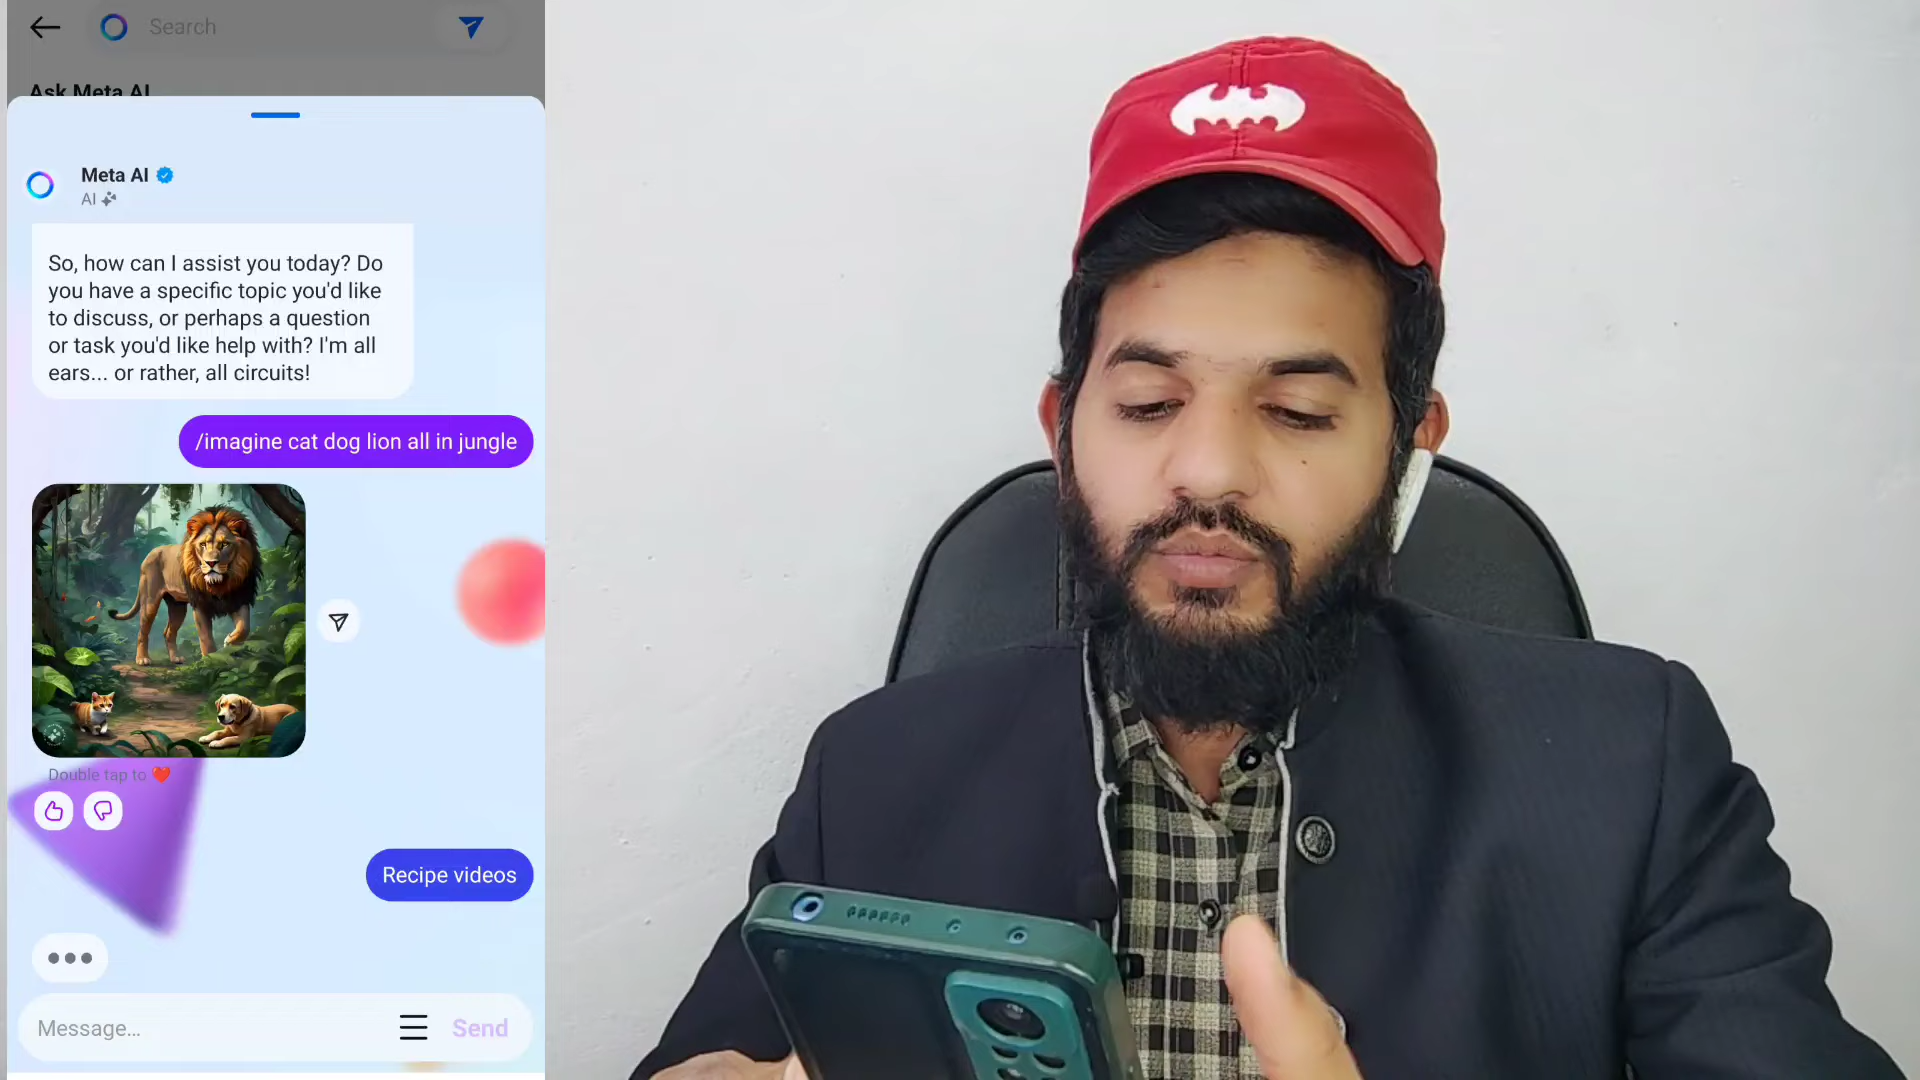 Search
Ask Meta AI
Meta AI
AI
So, how can I assist you today? Do
you have a specific topic you'd like
to discuss, or perhaps a question
or task you'd like help with? I'm all
ears... or rather, all circuits!
/imagine cat dog lion all in jungle
Double tap to ❤️
Recipe videos
Message...
Send